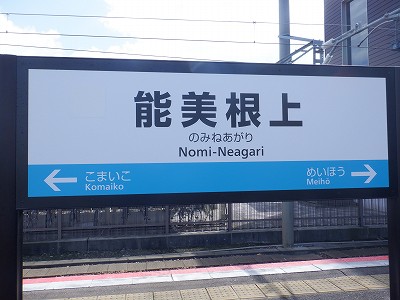 能美根上
のみねあがり
Nomi-Neagari
← こまいこ
Komaiko
めいほう →
Meihō